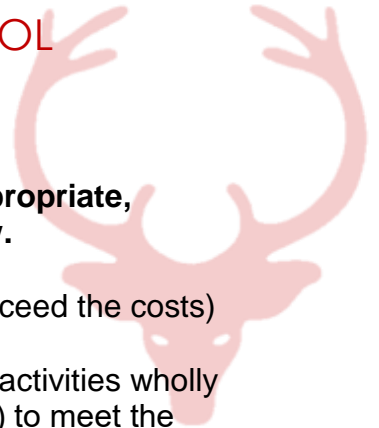 OL
propriate,
.
ceed the costs)
activities wholly
) to meet the